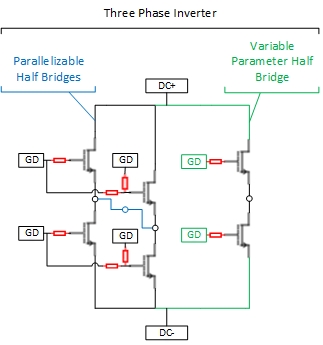 Three Phase Inverter
Parallelizable
Half Bridges
Variable
Parameter Half
Bridge
DC+
GD
GD
GD
GD
GD
GD
DC-